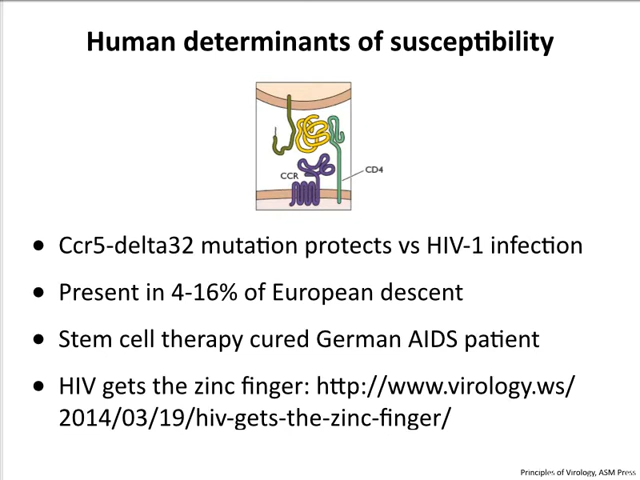 Human determinants of susceptibility
CCR
CD4
• Ccr5-delta32 mutation protects vs HIV-1 infection
• Present in 4-16% of European descent
• Stem cell therapy cured German AIDS patient
• HIV gets the zinc finger: http://www.virology.ws/
2014/03/19/hiv-gets-the-zinc-finger/
Principles of Virology, ASM Press